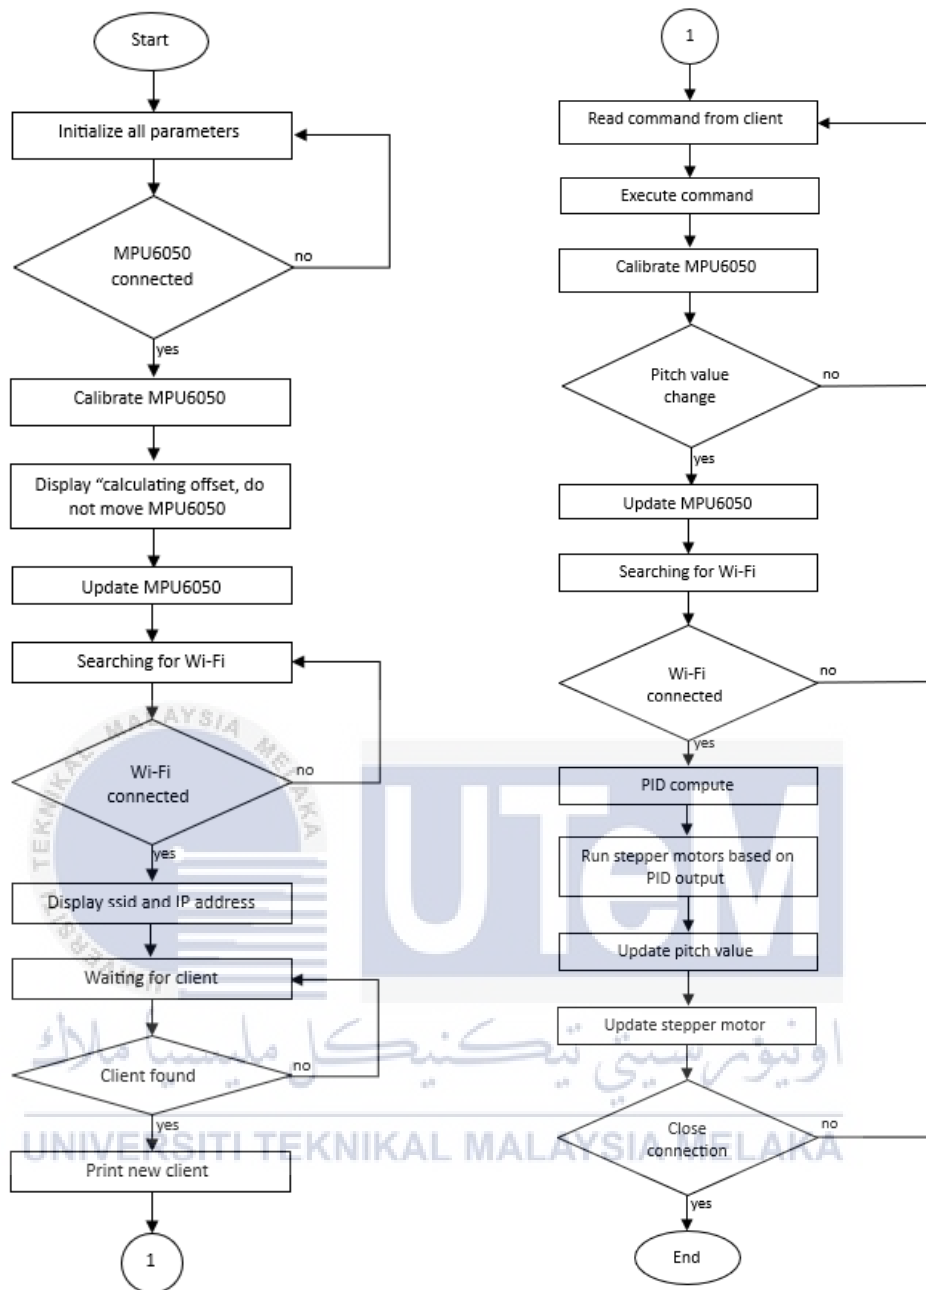 Start
Initialize all parameters
MPU6050
connected
no
yes
Calibrate MPU6050
Display “calculating offset, do
not move MPU6050
Update MPU6050
Searching for Wi-Fi
Wi-Fi
connected
no
yes
Display ssid and IP address
Waiting for client
Client found
no
yes
Print new client
1
1
Read command from client
Execute command
Calibrate MPU6050
Pitch value
change
no
yes
Update MPU6050
Searching for Wi-Fi
Wi-Fi
connected
no
yes
PID compute
Run stepper motors based on
PID output
Update pitch value
Update stepper motor
Close
connection
no
yes
End
UNIVERSITI TEKNIKAL MALAYSIA MELAKA
UTeM
اونيۏرسيتي تيكنيكل مليسيا ملاك
UNIVERSITI TEKNIKAL MALAYSIA MELAKA